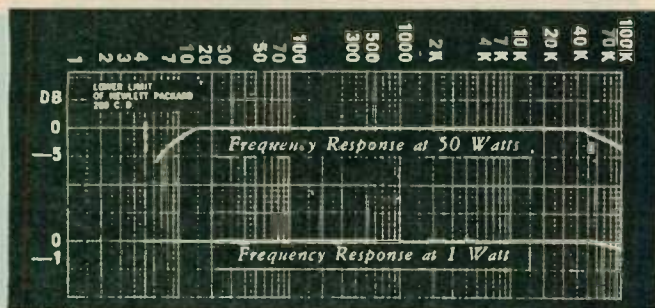 1 2 3 4 7 10 20 30 50 70 100 300 500 1000 2K 4K 7K 10K 20K 40K 70K 100K
LOWER LIMIT
OF HEWLETT PACKARD
200 C.D.
DB
0
Frequency Response at 50 Watts
—5
0
Frequency Response at 1 Watt
—1